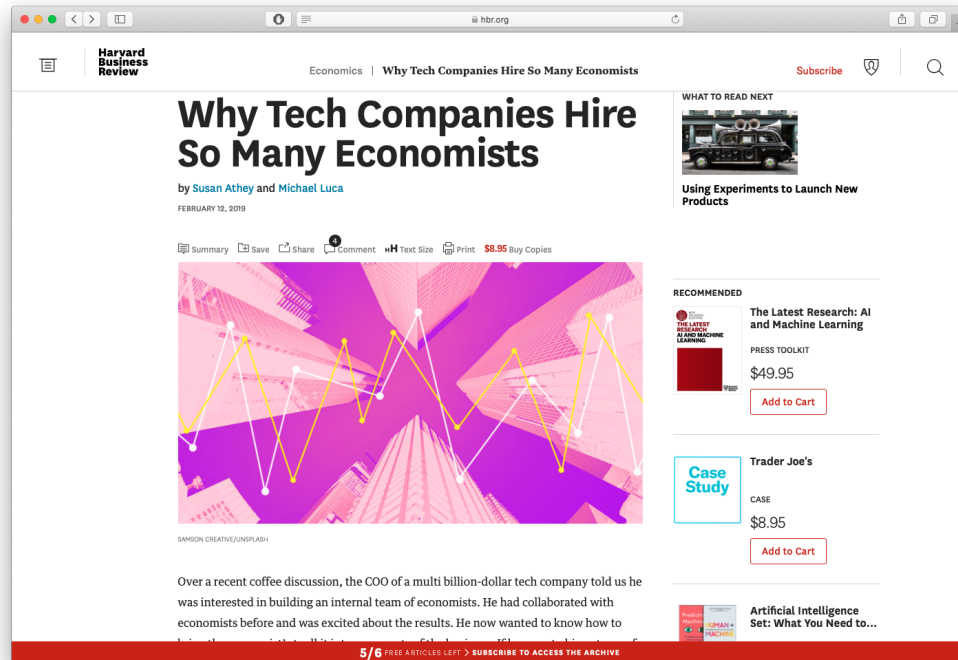 hbr.org
Harvard
Business
Review
Economics | Why Tech Companies Hire So Many Economists
Subscribe
Why Tech Companies Hire
So Many Economists
by Susan Athey and Michael Luca
FEBRUARY 12, 2019
Summary Save Share 4 Comment HH Text Size Print $8.95 Buy Copies
SAMSON CREATIVE/UNSPLASH
Over a recent coffee discussion, the COO of a multi billion-dollar tech company told us he
was interested in building an internal team of economists. He had collaborated with
economists before and was excited about the results. He now wanted to know how to
WHAT TO READ NEXT
Using Experiments to Launch New
Products
RECOMMENDED
THE LATEST
RESEARCH
AI AND MACHINE
LEARNING
The Latest Research: AI
and Machine Learning
PRESS TOOLKIT
$49.95
Add to Cart
Case
Study
Trader Joe's
CASE
$8.95
Add to Cart
Artificial Intelligence
Set: What You Need to...
5/6 FREE ARTICLES LEFT > SUBSCRIBE TO ACCESS THE ARCHIVE